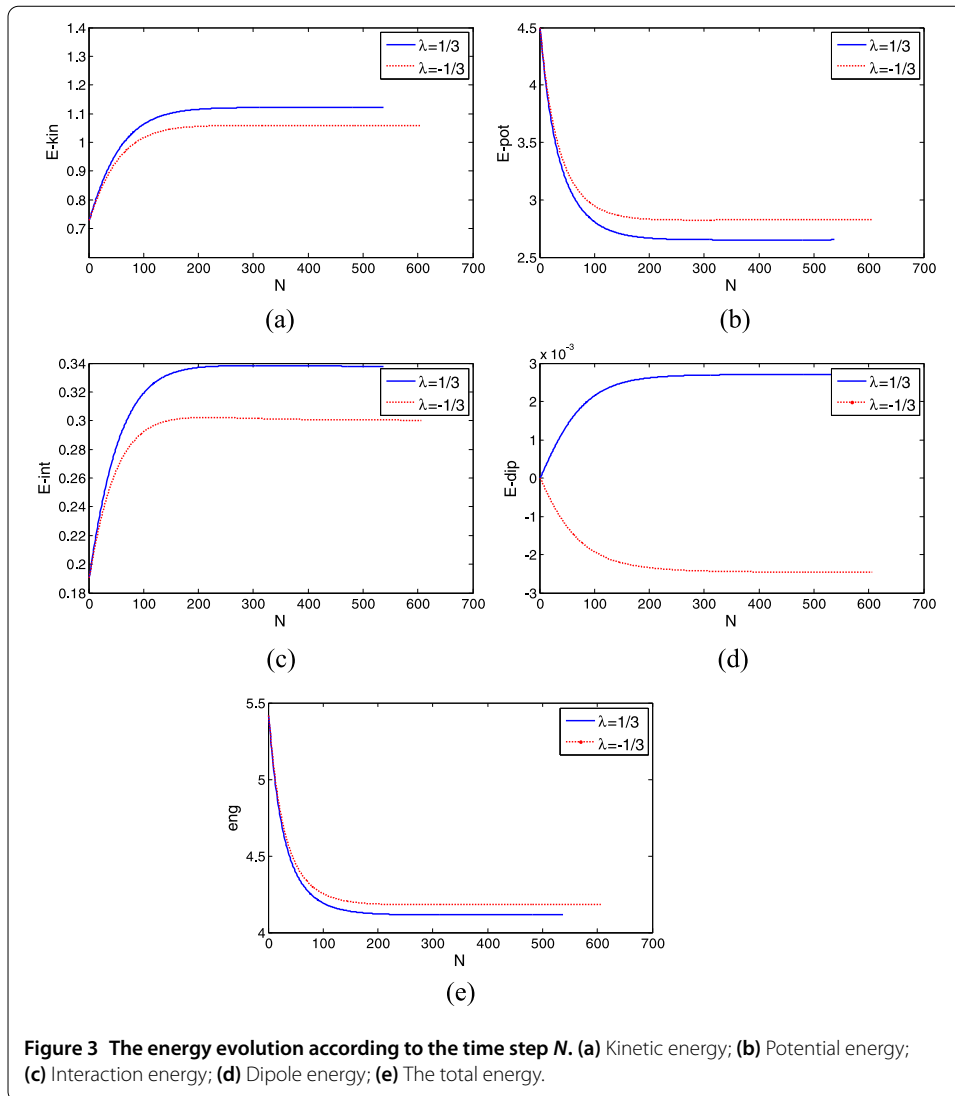 1.4
1.3
1.2
1.1
1
0.9
0.8
0.7
E-kin
λ=1/3
λ=-1/3
0 100 200 300 400 500 600 700
N
(a)
4.5
4
3.5
3
2.5
E-pot
λ=1/3
λ=-1/3
0 100 200 300 400 500 600 700
N
(b)
0.34
0.32
0.3
0.28
0.26
0.24
0.22
0.2
0.18
E-int
λ=1/3
λ=-1/3
0 100 200 300 400 500 600 700
N
(c)
x 10⁻³
3
2
1
0
-1
-2
-3
E-dip
λ=1/3
λ=-1/3
0 100 200 300 400 500 600 700
N
(d)
5.5
5
4.5
4
eng
λ=1/3
λ=-1/3
0 100 200 300 400 500 600 700
N
(e)
Figure 3 The energy evolution according to the time step N. (a) Kinetic energy; (b) Potential energy;
(c) Interaction energy; (d) Dipole energy; (e) The total energy.